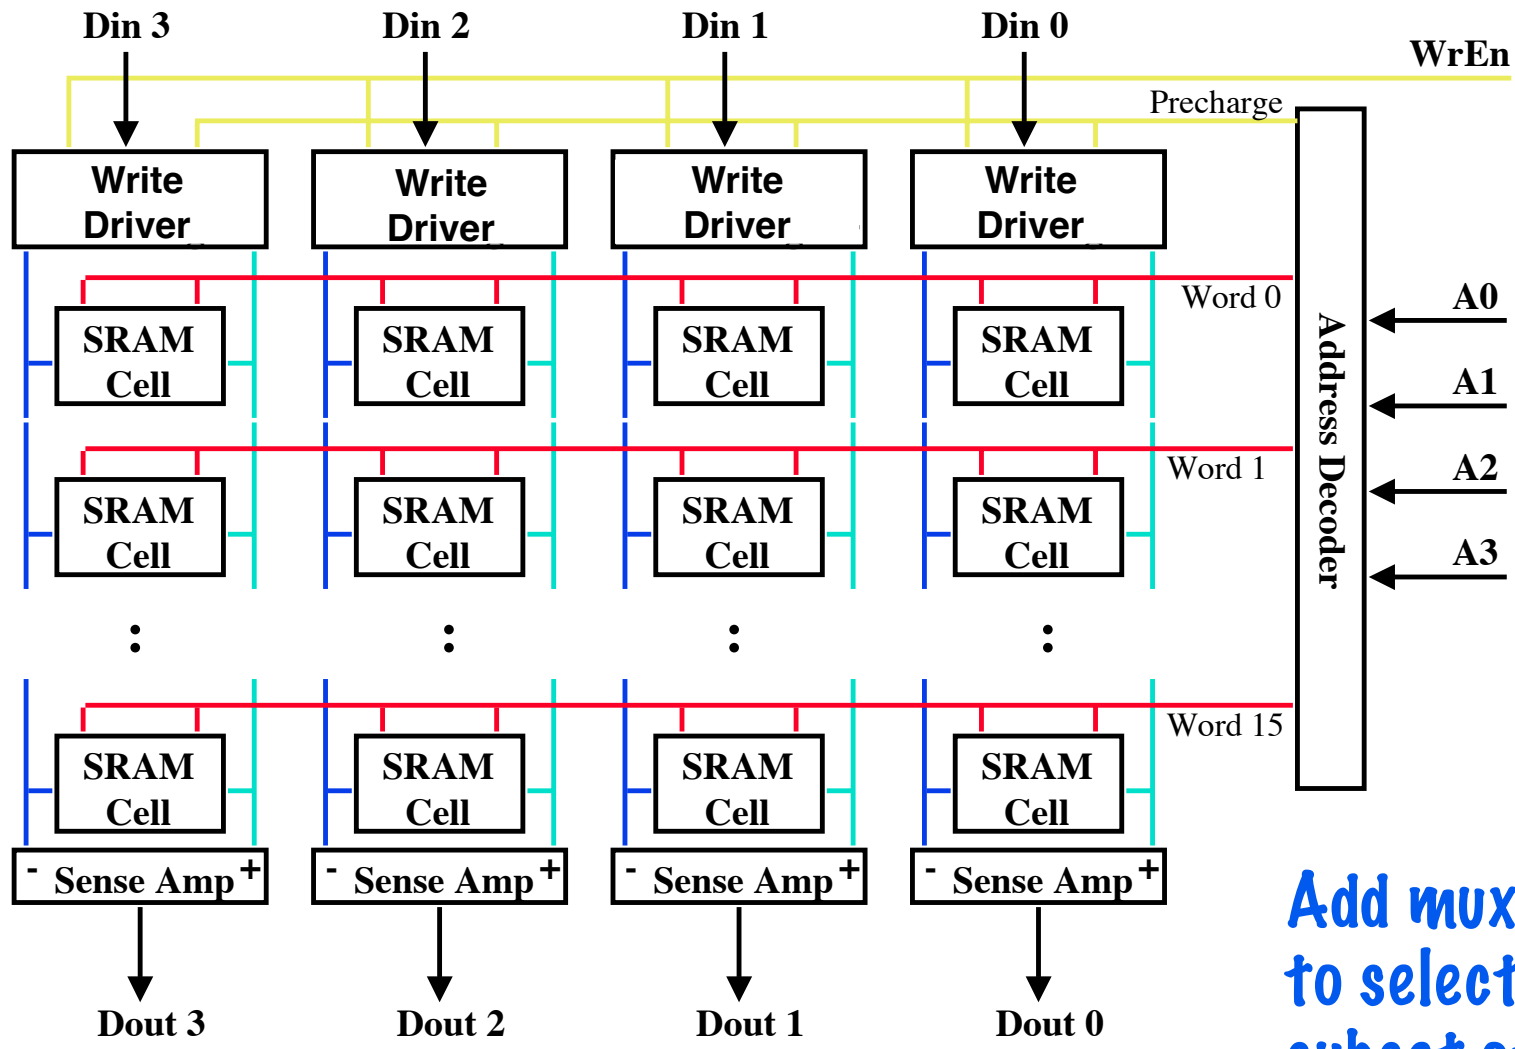 Din 3
Din 2
Din 1
Din 0
WrEn
Precharge
Write
Driver
Write
Driver
Write
Driver
Write
Driver
Word 0
SRAM
Cell
SRAM
Cell
SRAM
Cell
SRAM
Cell
A0
A1
A2
A3
Address Decoder
Word 1
SRAM
Cell
SRAM
Cell
SRAM
Cell
SRAM
Cell
:
:
:
:
Word 15
SRAM
Cell
SRAM
Cell
SRAM
Cell
SRAM
Cell
- Sense Amp +
- Sense Amp +
- Sense Amp +
- Sense Amp +
Dout 3
Dout 2
Dout 1
Dout 0
Add mux
to select